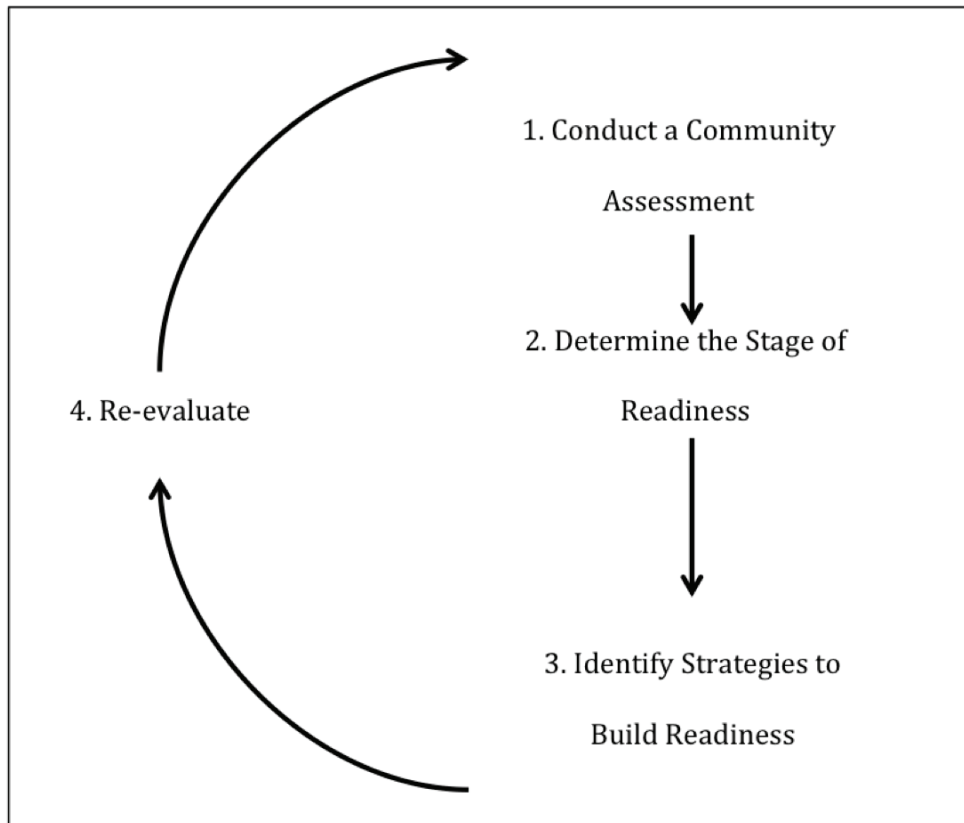 1. Conduct a Community
Assessment
2. Determine the Stage of
Readiness
4. Re-evaluate
3. Identify Strategies to
Build Readiness